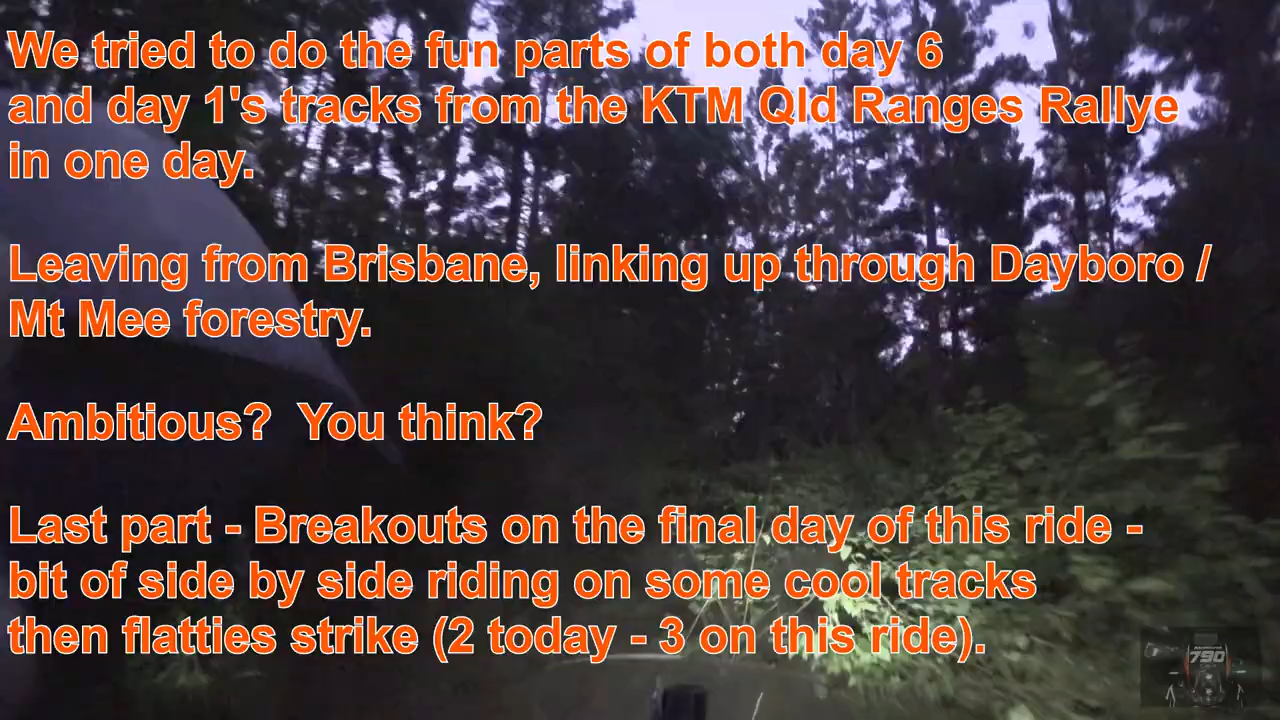 We tried to do the fun parts of both day 6
and day 1's tracks from the KTM Qld Ranges Rallye
in one day.
Leaving from Brisbane, linking up through Dayboro /
Mt Mee forestry.
Ambitious?  You think?
Last part - Breakouts on the final day of this ride -
bit of side by side riding on some cool tracks
then flatties strike (2 today - 3 on this ride).
790